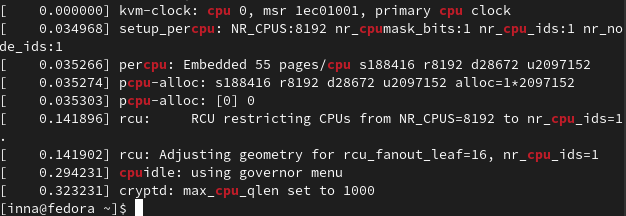 [    0.000000] kvm-clock: cpu 0, msr 1ec01001, primary cpu clock
[    0.034968] setup_percpu: NR_CPUS:8192 nr_cpumask_bits:1 nr_cpu_ids:1 nr_no
de_ids:1
[    0.035266] percpu: Embedded 55 pages/cpu s188416 r8192 d28672 u2097152
[    0.035274] pcpu-alloc: s188416 r8192 d28672 u2097152 alloc=1*2097152
[    0.035303] pcpu-alloc: [0] 0
[    0.141896] rcu:     RCU restricting CPUs from NR_CPUS=8192 to nr_cpu_ids=1
.
[    0.141902] rcu: Adjusting geometry for rcu_fanout_leaf=16, nr_cpu_ids=1
[    0.294231] cpuidle: using governor menu
[    0.323231] cryptd: max_cpu_qlen set to 1000
[inna@fedora ~]$